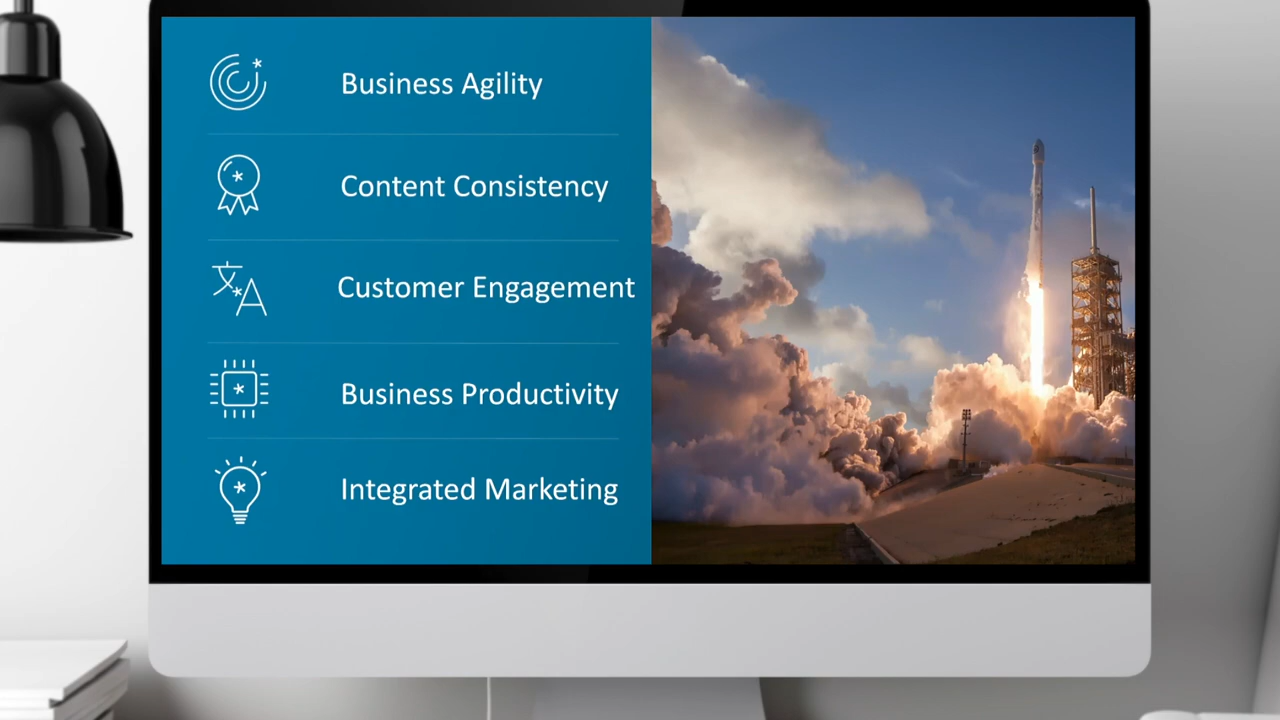 Business Agility
Content Consistency
Customer Engagement
Business Productivity
Integrated Marketing